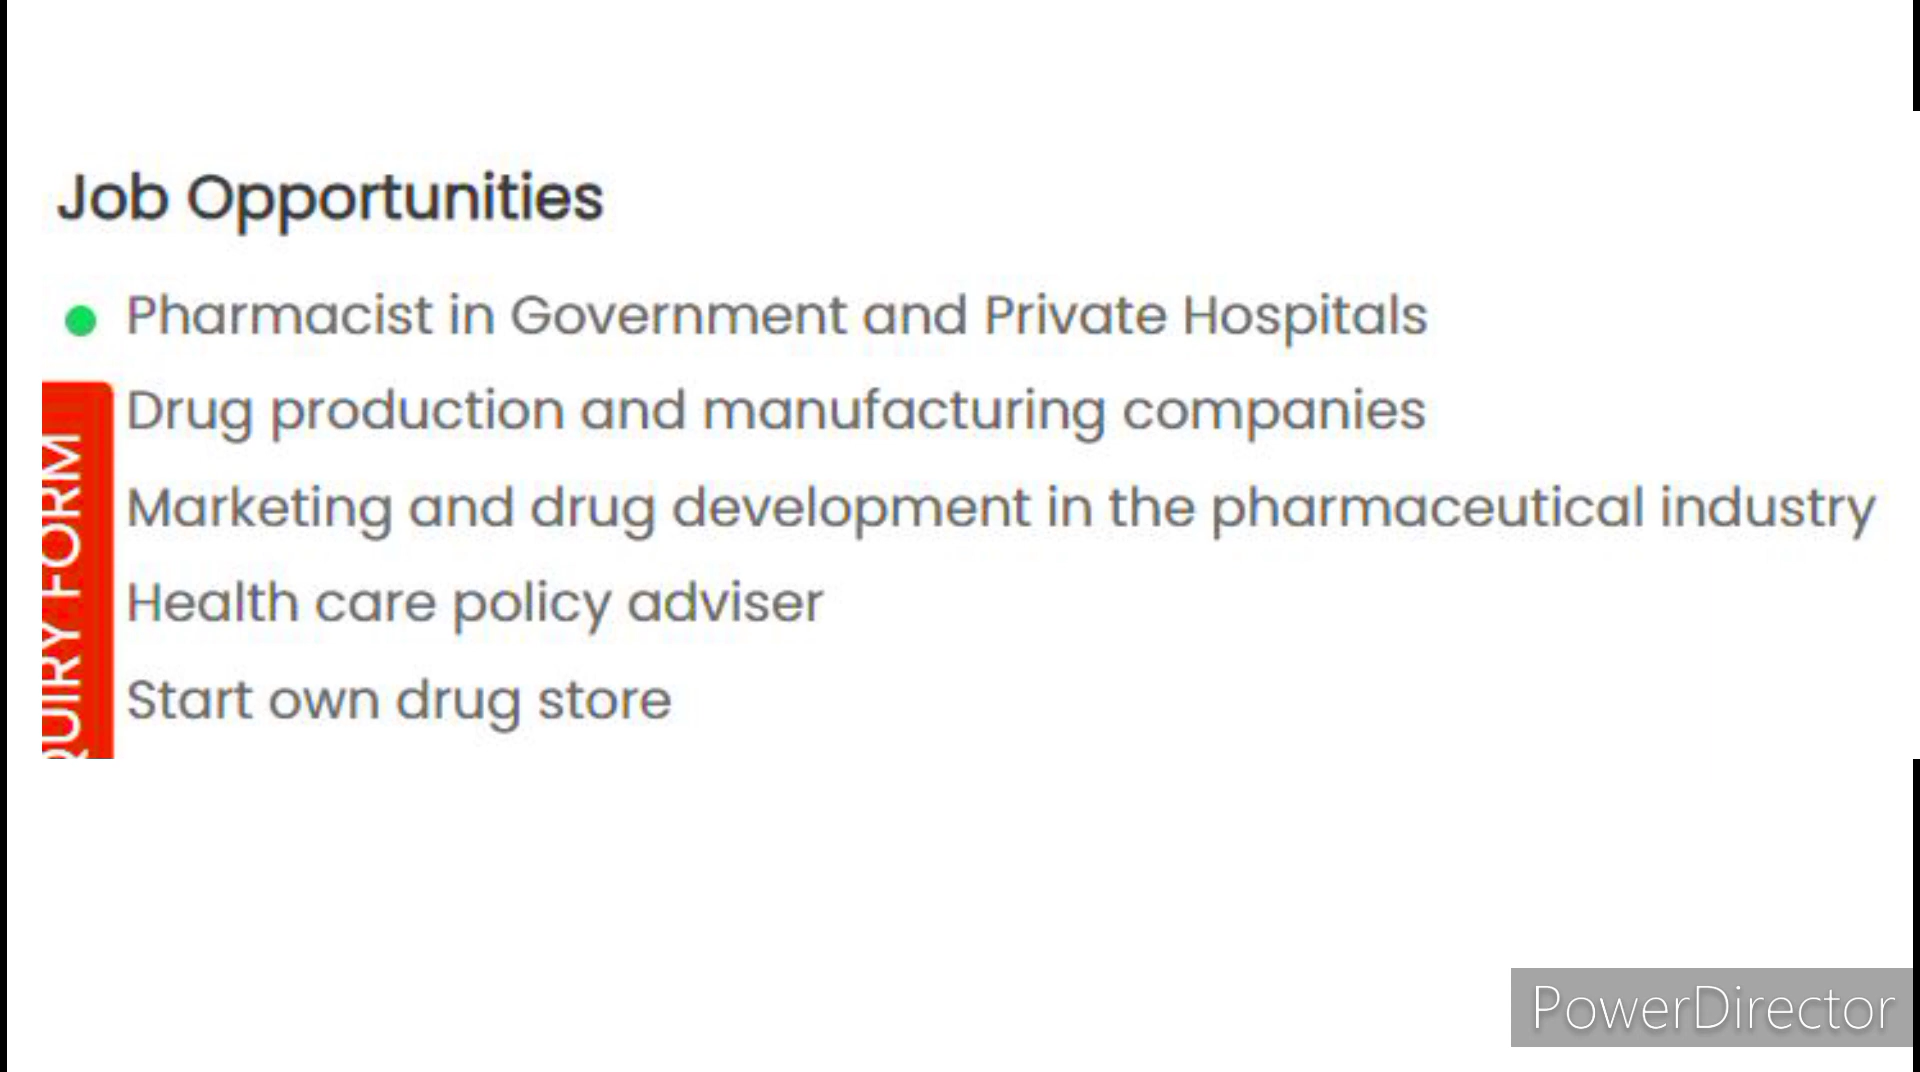 Job Opportunities
Pharmacist in Government and Private Hospitals
Drug production and manufacturing companies
Marketing and drug development in the pharmaceutical industry
Health care policy adviser
Start own drug store
QUIRY FORM
PowerDirector